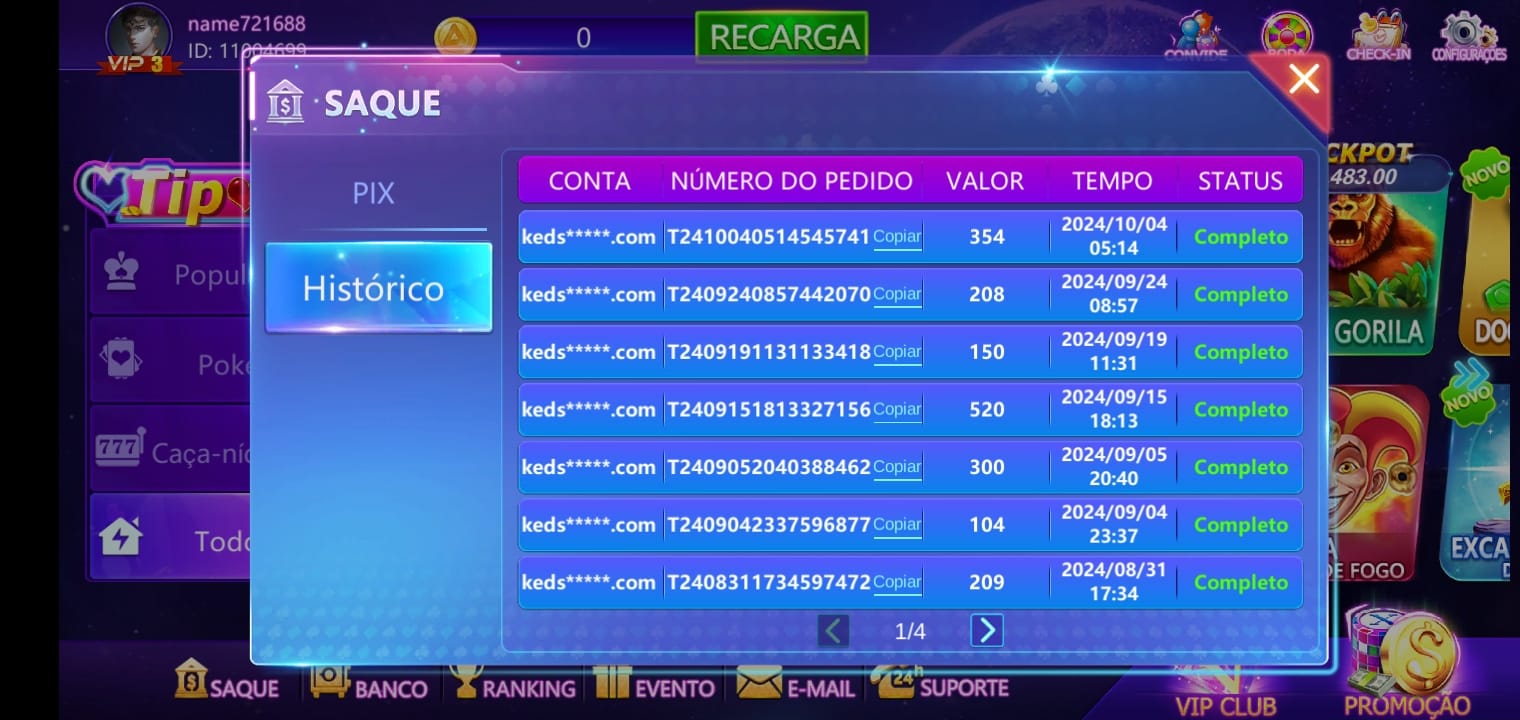 name721688
ID: 11004699
VIP 3
0
RECARGA
CONVIDE
RODA
CHECK-IN
CONFIGURAÇÕES
SAQUE
PIX
Histórico
CONTA NÚMERO DO PEDIDO VALOR TEMPO STATUS
keds*****.com T2410040514545741 Copiar 354 2024/10/04 05:14 Completo
keds*****.com T2409240857442070 Copiar 208 2024/09/24 08:57 Completo
keds*****.com T2409191131133418 Copiar 150 2024/09/19 11:31 Completo
keds*****.com T2409151813327156 Copiar 520 2024/09/15 18:13 Completo
keds*****.com T2409052040388462 Copiar 300 2024/09/05 20:40 Completo
keds*****.com T2409042337596877 Copiar 104 2024/09/04 23:37 Completo
keds*****.com T2408311734597472 Copiar 209 2024/08/31 17:34 Completo
1/4
Tip
Popul
Poke
777 Caça-níq
Todo
CKPOT
483.00
NOVO
GORILA
DO
NOVO
DE FOGO
EXCA
SAQUE
BANCO
RANKING
EVENTO
E-MAIL
24h SUPORTE
VIP CLUB
PROMOÇÃO